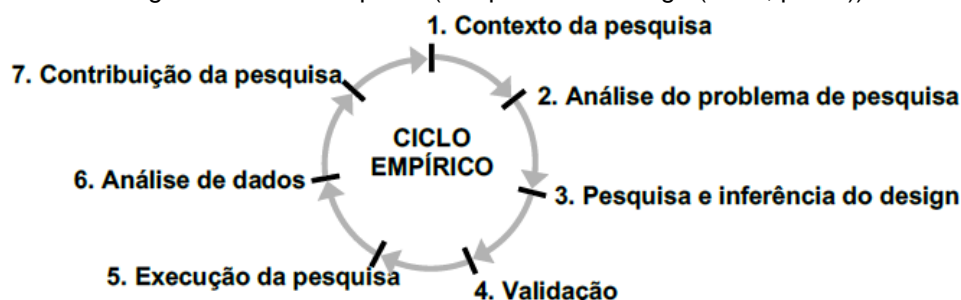 1. Contexto da pesquisa
7. Contribuição da pesquisa
2. Análise do problema de pesquisa
CICLO
EMPÍRICO
6. Análise de dados
3. Pesquisa e inferência do design
5. Execução da pesquisa
4. Validação